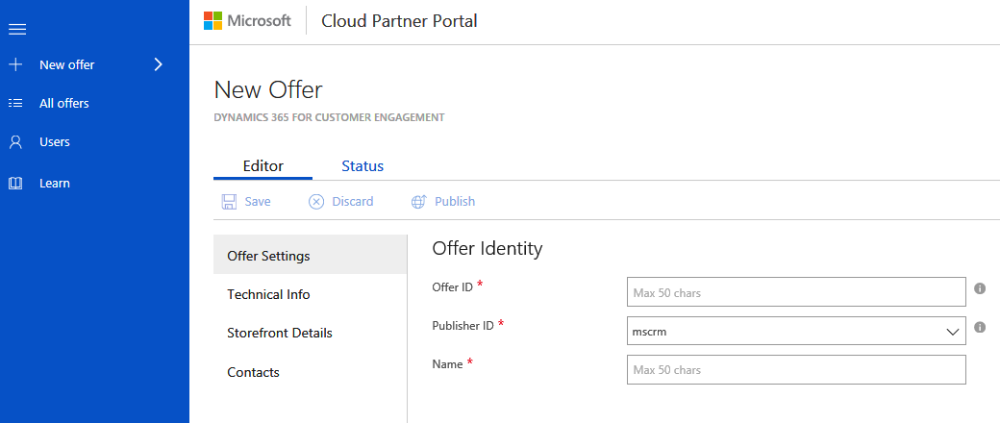 Microsoft Cloud Partner Portal
New offer
All offers
Users
Learn
New Offer
DYNAMICS 365 FOR CUSTOMER ENGAGEMENT
Editor Status
Save Discard Publish
Offer Settings
Technical Info
Storefront Details
Contacts
Offer Identity
Offer ID * Max 50 chars
Publisher ID * mscrm
Name * Max 50 chars